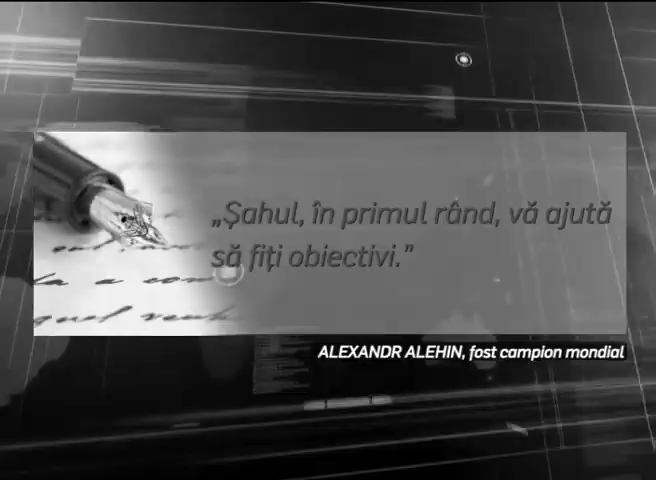 „Șahul, în primul rând, vă ajută
să fiți obiectivi.”
ALEXANDR ALEHIN, fost campion mondial